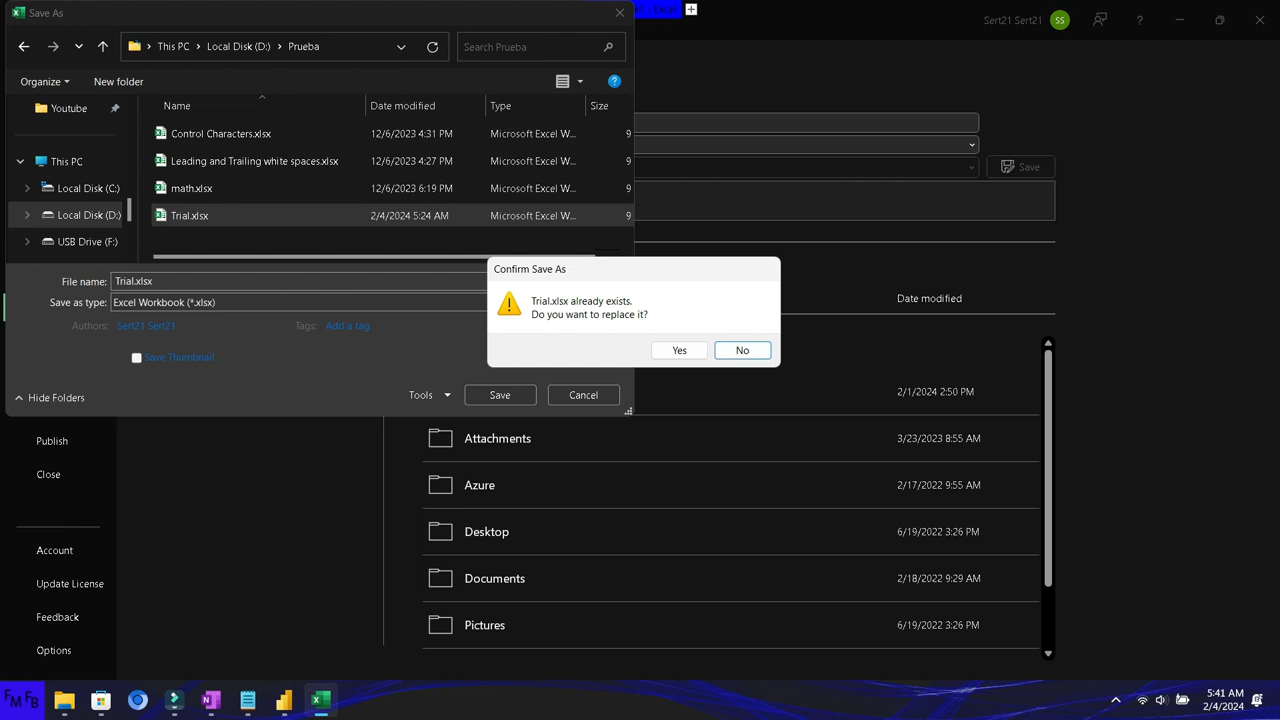 Save As
- Excel
Sert21 Sert21
SS
This PC
Local Disk (D:)
Prueba
Search Prueba
Organize
New folder
Youtube
Name
Date modified
Type
Size
Control Characters.xlsx
12/6/2023 4:31 PM
Microsoft Excel W...
9
This PC
Leading and Trailing white spaces.xlsx
12/6/2023 4:27 PM
Microsoft Excel W...
9
Save
Local Disk (C:)
math.xlsx
12/6/2023 6:19 PM
Microsoft Excel W...
9
Local Disk (D:)
Trial.xlsx
2/4/2024 5:24 AM
Microsoft Excel W...
9
USB Drive (F:)
File name:
Trial.xlsx
Save as type:
Excel Workbook (*.xlsx)
Authors:
Sert21 Sert21
Tags:
Add a tag
Save Thumbnail
Hide Folders
Tools
Save
Cancel
Confirm Save As
Trial.xlsx already exists.
Do you want to replace it?
Yes
No
Date modified
2/1/2024 2:50 PM
Attachments
3/23/2023 8:55 AM
Azure
2/17/2022 9:55 AM
Desktop
6/19/2022 3:26 PM
Documents
2/18/2022 9:29 AM
Pictures
6/19/2022 3:26 PM
Publish
Close
Account
Update License
Feedback
Options
FM FB
5:41 AM
2/4/2024